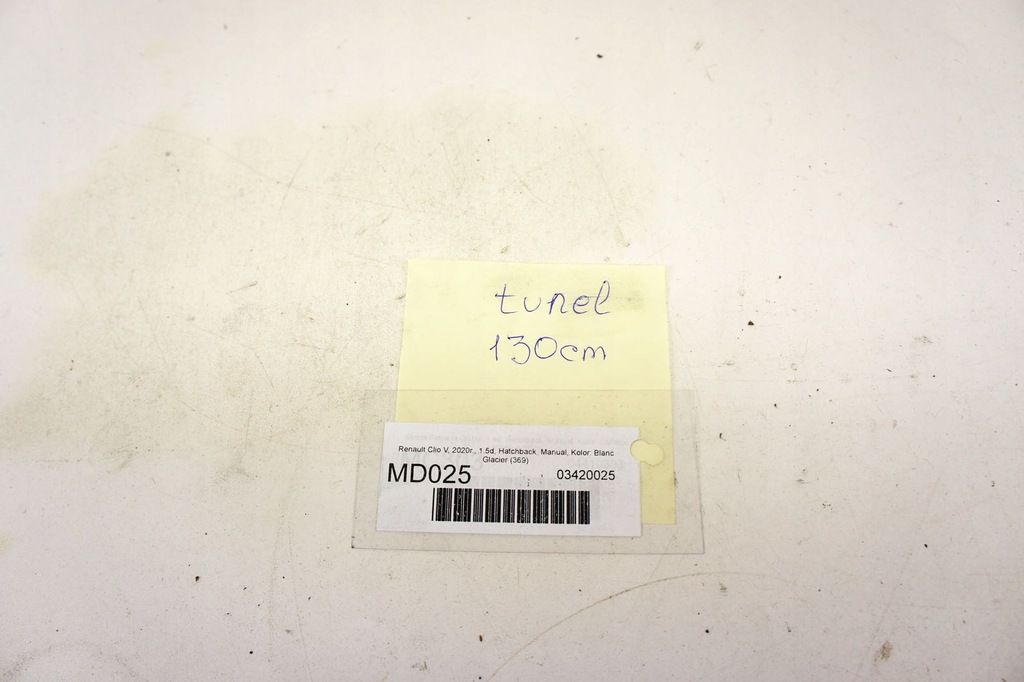 tunel
130cm
Renault Clio V, 2020r., 1.5d, Hatchback, Manual, Kolor: Blanc
Glacier (369)
MD025 03420025